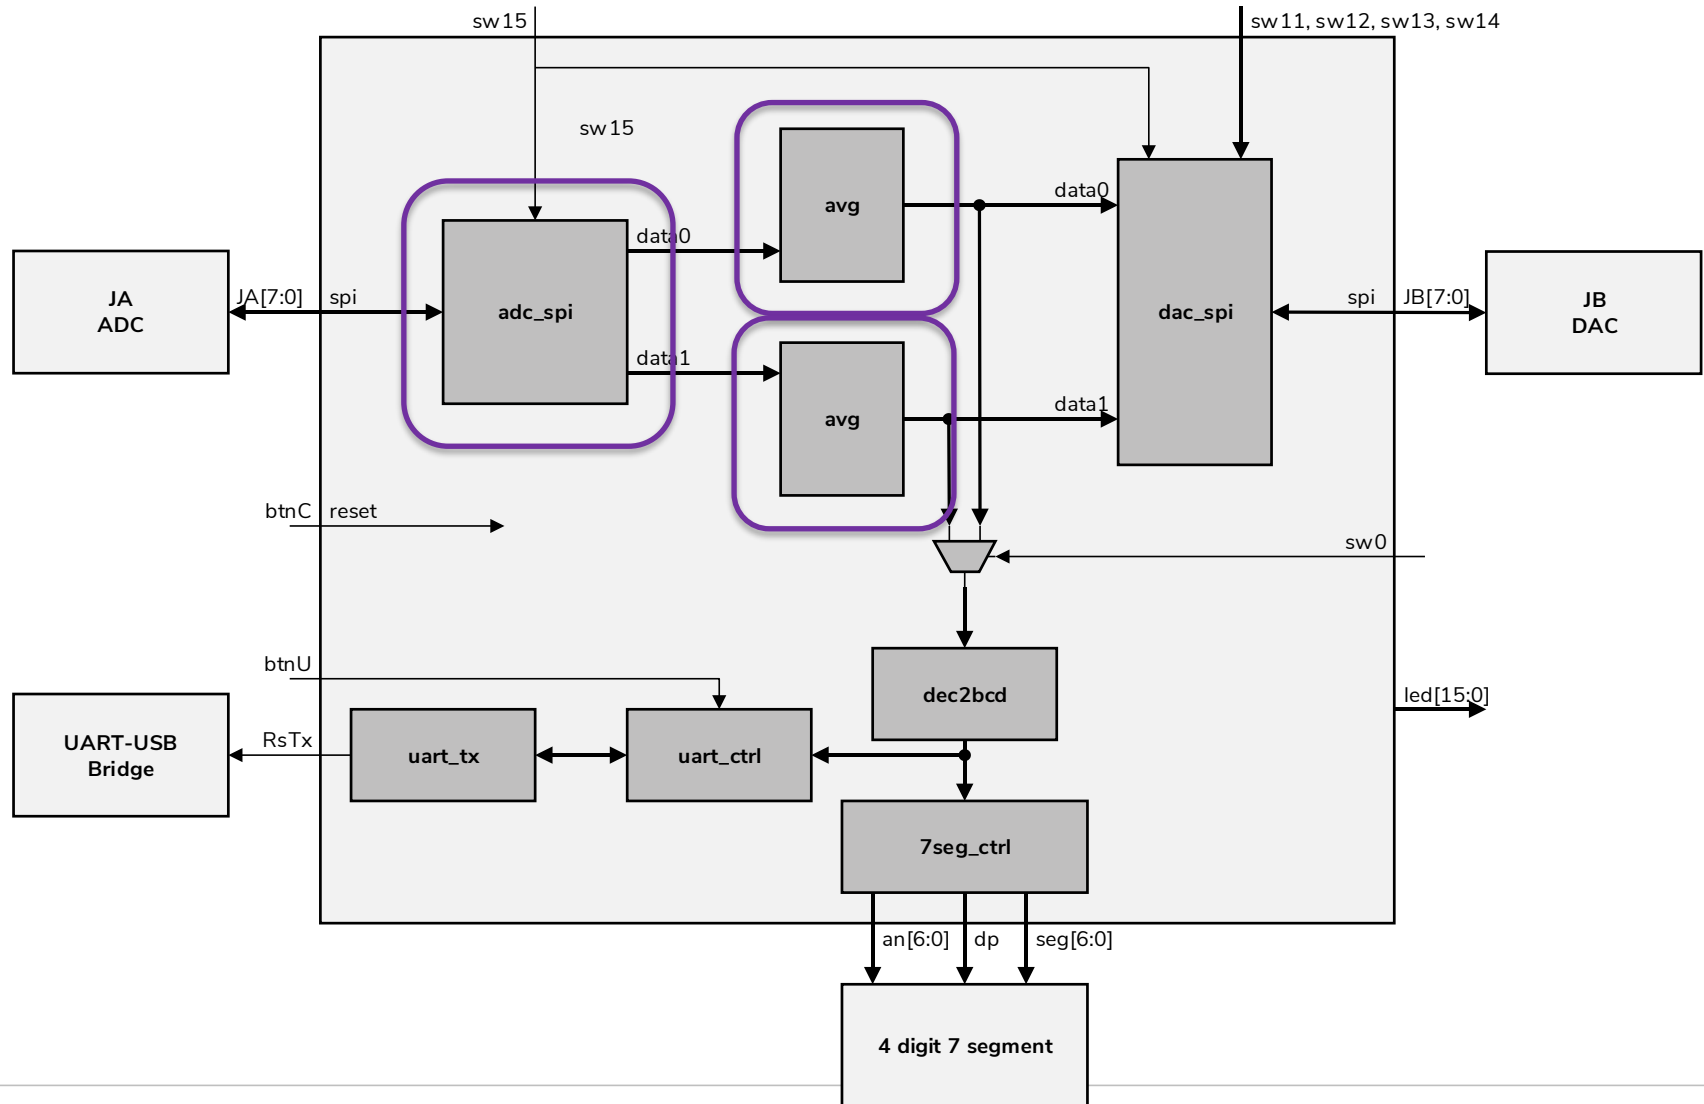 sw15
sw11, sw12, sw13, sw14
sw15
avg
data0
data0
JA
ADC
JA[7:0]
spi
adc_spi
dac_spi
spi
JB[7:0]
JB
DAC
data1
avg
data1
btnC
reset
sw0
btnU
dec2bcd
led[15:0]
UART-USB
Bridge
RsTx
uart_tx
uart_ctrl
7seg_ctrl
an[6:0]
dp
seg[6:0]
4 digit 7 segment